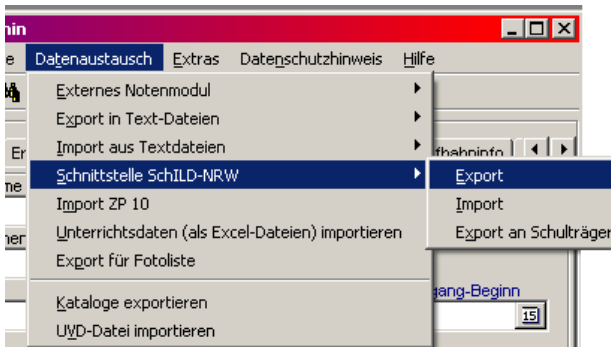 min
e Datenaustausch Extras Datenschutzhinweis Hilfe
Externes Notenmodul
Export in Text-Dateien
Er Import aus Textdateien fbahninfo
Schnittstelle SchILD-NRW Export
me
Import ZP 10 Import
ner Unterrichtsdaten (als Excel-Dateien) importieren Export an Schulträger
Export für Fotoliste
gang-Beginn
Kataloge exportieren 15
UVD-Datei importieren